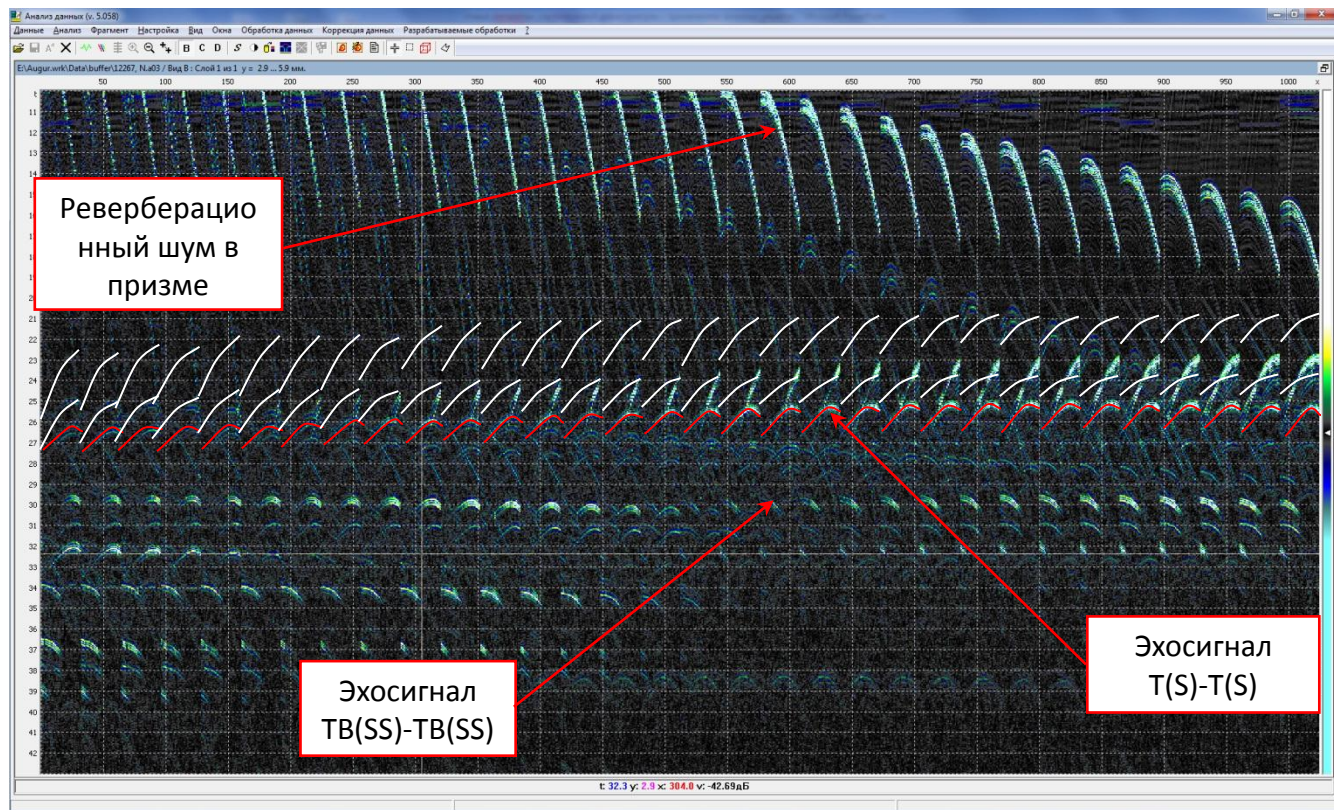 Анализ данных (v. 5.058)
Данные Анализ Фрагмент Настройка Вид Окна Обработка данных Коррекция данных Разрабатываемые обработки ?
B C D S
E:\Augur.wrk\Data\buffer\12267, N.a03 / Вид B : Слой 1 из 1 y = 2.9 ... 5.9 мм.
50 100 150 200 250 300 350 400 450 500 550 600 650 700 750 800 850 900 950 1000 x
t
11
12
13
14
Реверберацио
нный шум в
призме
21
22
23
24
25
26
27
28
29
30
31
32
33
34
35
36
37
38
39
40
41
42
Эхосигнал
TB(SS)-TB(SS)
Эхосигнал
T(S)-T(S)
t: 32.3 y: 2.9 x: 304.0 v: -42.69дБ